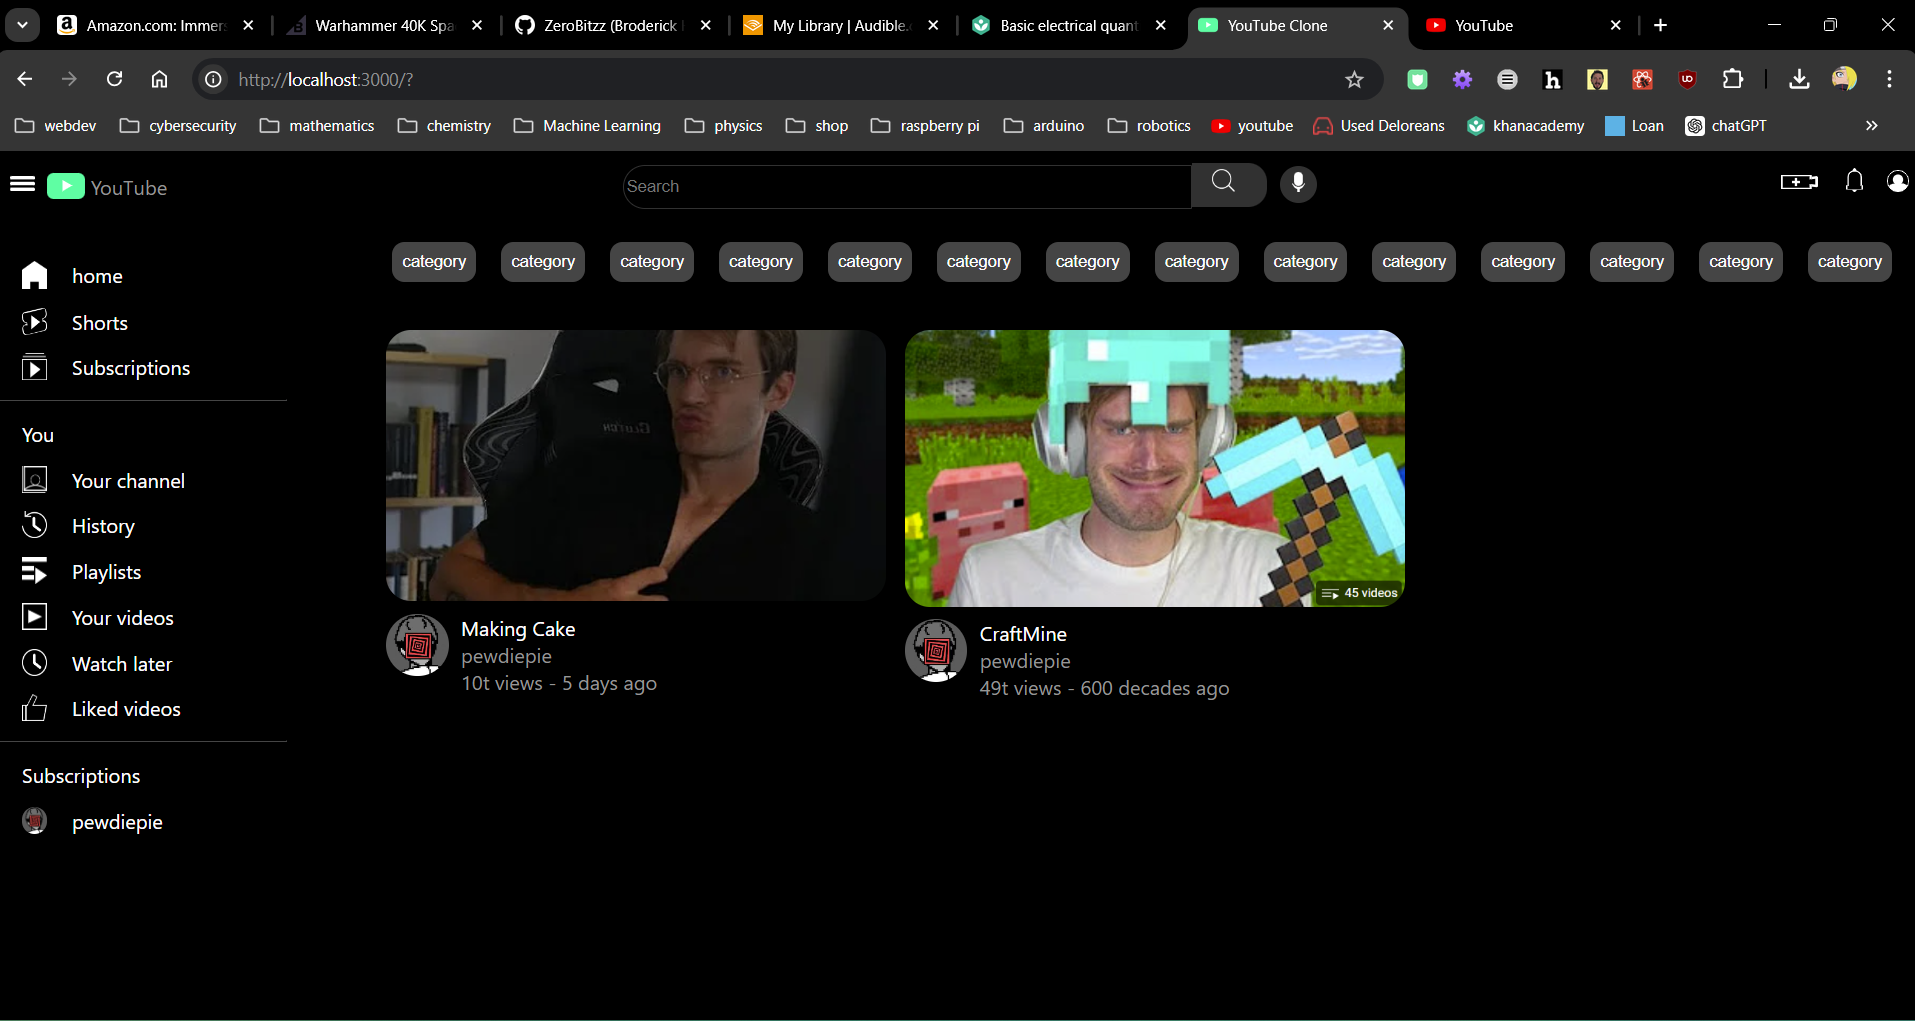 Amazon.com: Immers
Warhammer 40K Spa
ZeroBitzz (Broderick
My Library | Audible.
Basic electrical quant
YouTube Clone
YouTube
http://localhost:3000/?
webdev
cybersecurity
mathematics
chemistry
Machine Learning
physics
shop
raspberry pi
arduino
robotics
youtube
Used Deloreans
khanacademy
Loan
chatGPT
YouTube
Search
category category category category category category category category category category category category category category
home
Shorts
Subscriptions
You
Your channel
History
Playlists
Your videos
Watch later
Liked videos
Subscriptions
pewdiepie
45 videos
Making Cake
pewdiepie
10t views - 5 days ago
CraftMine
pewdiepie
49t views - 600 decades ago